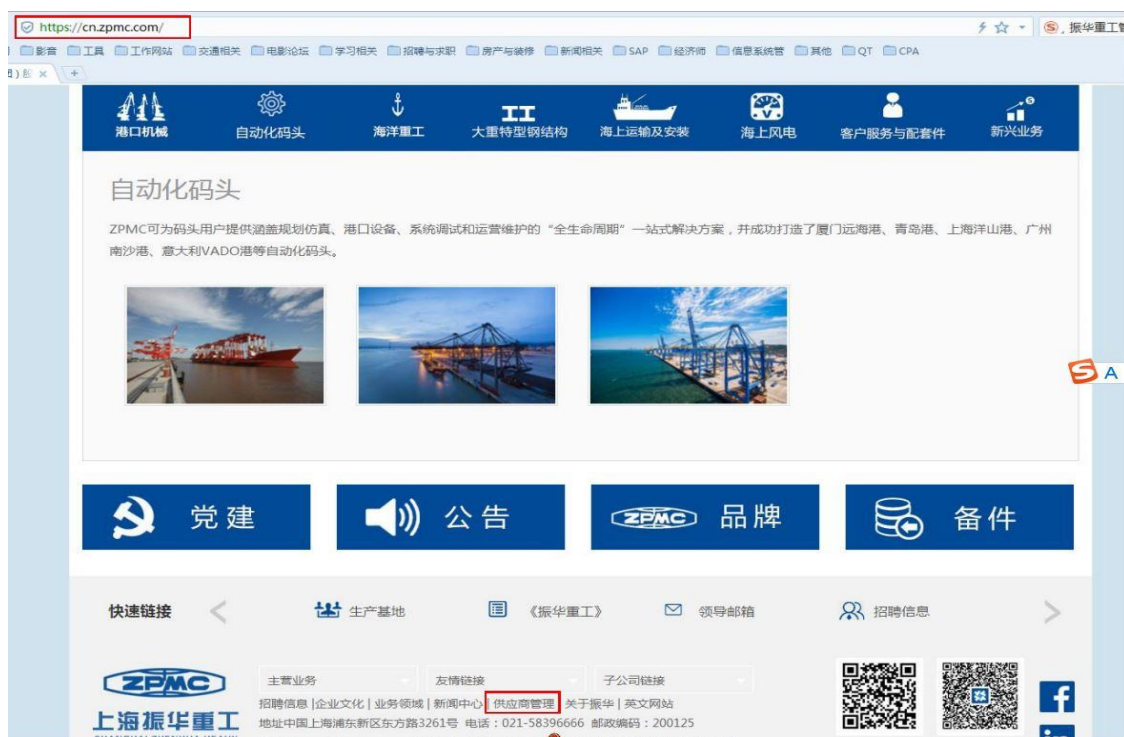 https://cn.zpmc.com/
振华重工
影音 工具 工作网站 交通相关 电影论坛 学习相关 招聘与求职 房产与装修 新闻相关 SAP 经济师 信息系统管 其他 QT CPA
港口机械 自动化码头 海洋重工 大重特型钢结构 海上运输及安装 海上风电 客户服务与配套件 新兴业务
自动化码头
ZPMC可为码头用户提供涵盖规划仿真、港口设备、系统调试和运营维护的“全生命周期”一站式解决方案，并成功打造了厦门远海港、青岛港、上海洋山港、广州
南沙港、意大利VADO港等自动化码头。
A
党建 公告 ZPMC 品牌 备件
快速链接 生产基地 《振华重工》 领导邮箱 招聘信息
ZPMC 主营业务 友情链接 子公司链接
招聘信息|企业文化|业务领域|新闻中心|供应商管理|关于振华|英文网站
上海振华重工 地址中国上海浦东新区东方路3261号 电话：021-58396666 邮政编码：200125